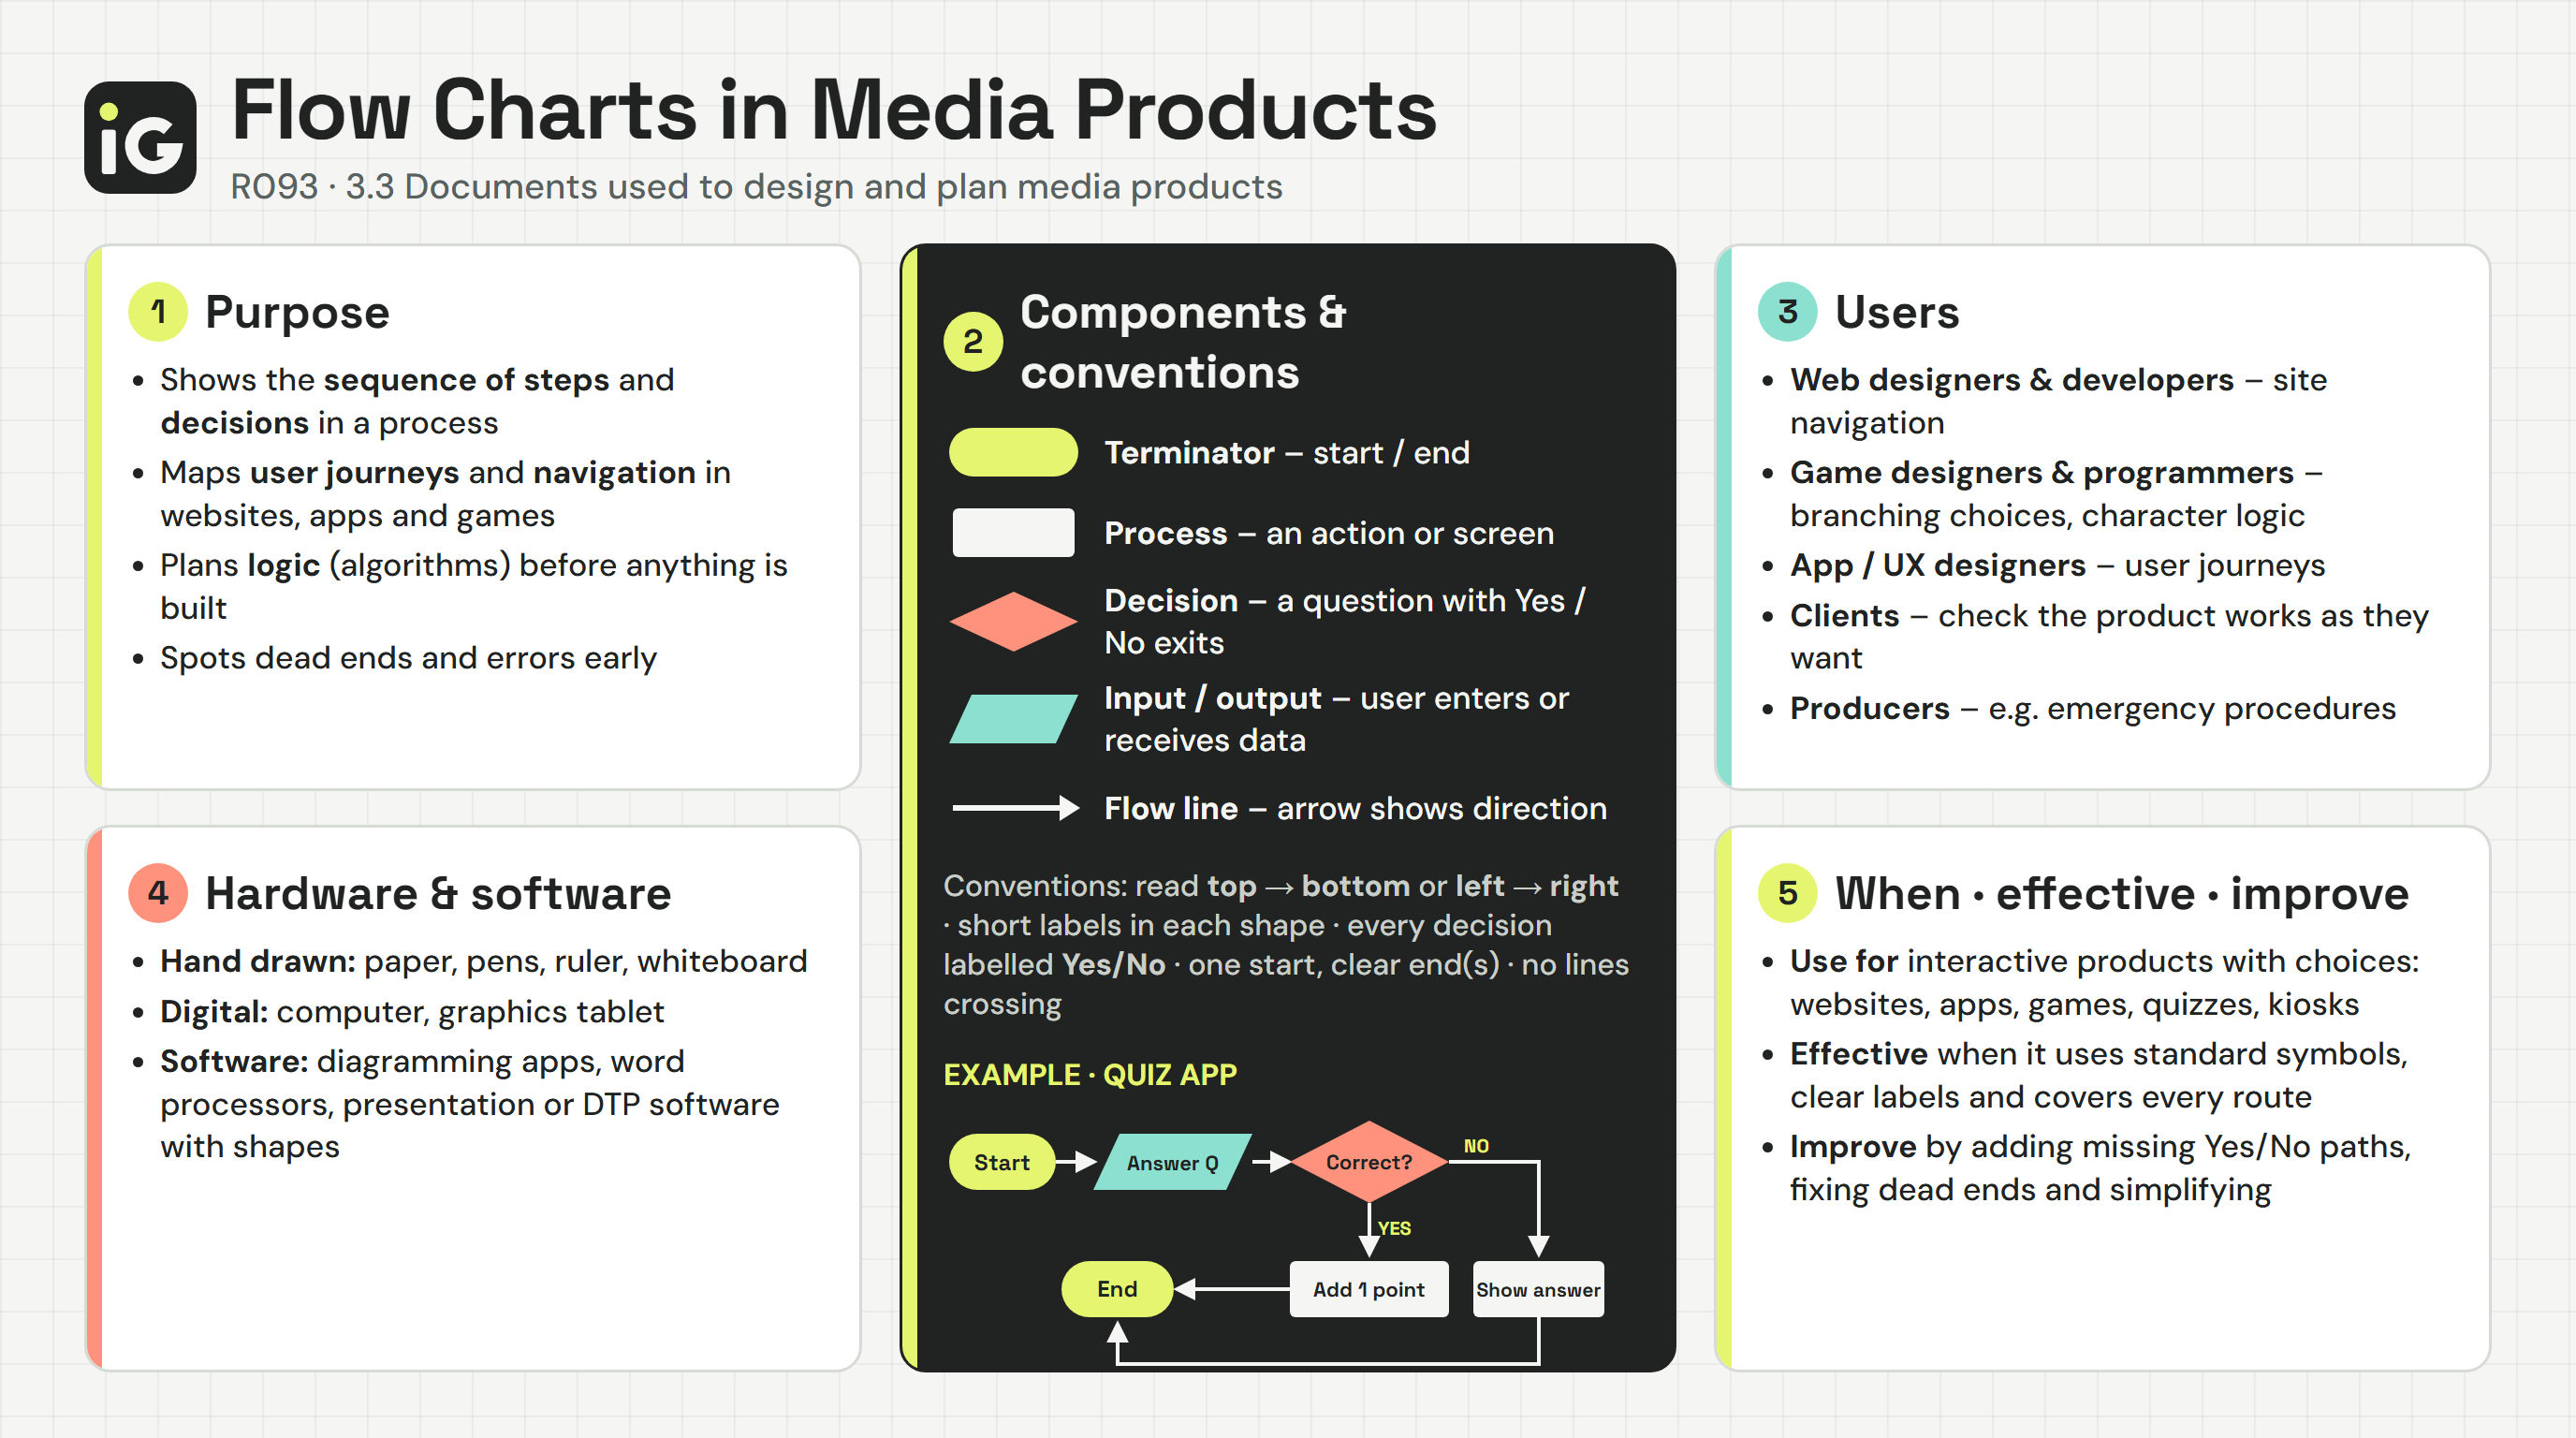 iG
Flow Charts in Media Products
R093 · 3.3 Documents used to design and plan media products
1 Purpose
• Shows the sequence of steps and
decisions in a process
• Maps user journeys and navigation in
websites, apps and games
• Plans logic (algorithms) before anything is
built
• Spots dead ends and errors early
2 Components &
conventions
Terminator – start / end
Process – an action or screen
Decision – a question with Yes /
No exits
Input / output – user enters or
receives data
Flow line – arrow shows direction
Conventions: read top → bottom or left → right
· short labels in each shape · every decision
labelled Yes/No · one start, clear end(s) · no lines
crossing
EXAMPLE · QUIZ APP
Start
Answer Q
Correct?
NO
YES
End
Add 1 point
Show answer
3 Users
• Web designers & developers – site
navigation
• Game designers & programmers –
branching choices, character logic
• App / UX designers – user journeys
• Clients – check the product works as they
want
• Producers – e.g. emergency procedures
4 Hardware & software
• Hand drawn: paper, pens, ruler, whiteboard
• Digital: computer, graphics tablet
• Software: diagramming apps, word
processors, presentation or DTP software
with shapes
5 When · effective · improve
• Use for interactive products with choices:
websites, apps, games, quizzes, kiosks
• Effective when it uses standard symbols,
clear labels and covers every route
• Improve by adding missing Yes/No paths,
fixing dead ends and simplifying